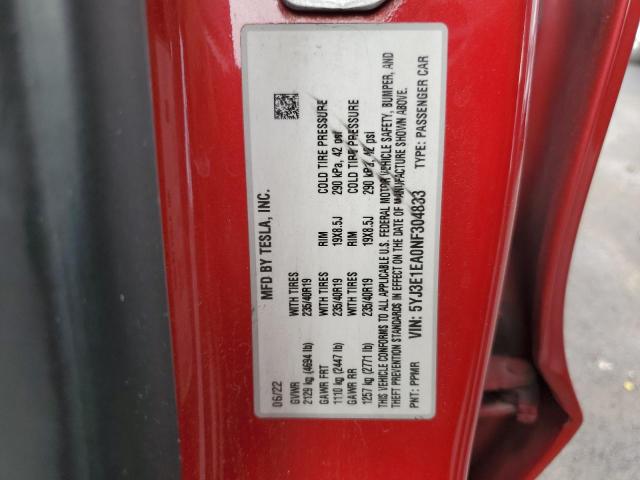 MFD BY TESLA, INC.
06/22
GVWR WITH TIRES RIM COLD TIRE PRESSURE
2129 kg (4694 lb) 235/40R19 19X8.5J 290 kPa, 42 psi
GAWR FRT WITH TIRES RIM COLD TIRE PRESSURE
1110 kg (2447 lb) 235/40R19 19X8.5J 290 kPa, 42 psi
GAWR RR
1257 kg (2771 lb)
THIS VEHICLE CONFORMS TO ALL APPLICABLE U.S. FEDERAL MOTOR VEHICLE SAFETY, BUMPER, AND
THEFT PREVENTION STANDARDS IN EFFECT ON THE DATE OF MANUFACTURE SHOWN ABOVE.
VIN: 5YJ3E1EA0NF304833
PNT: PPMR TYPE: PASSENGER CAR